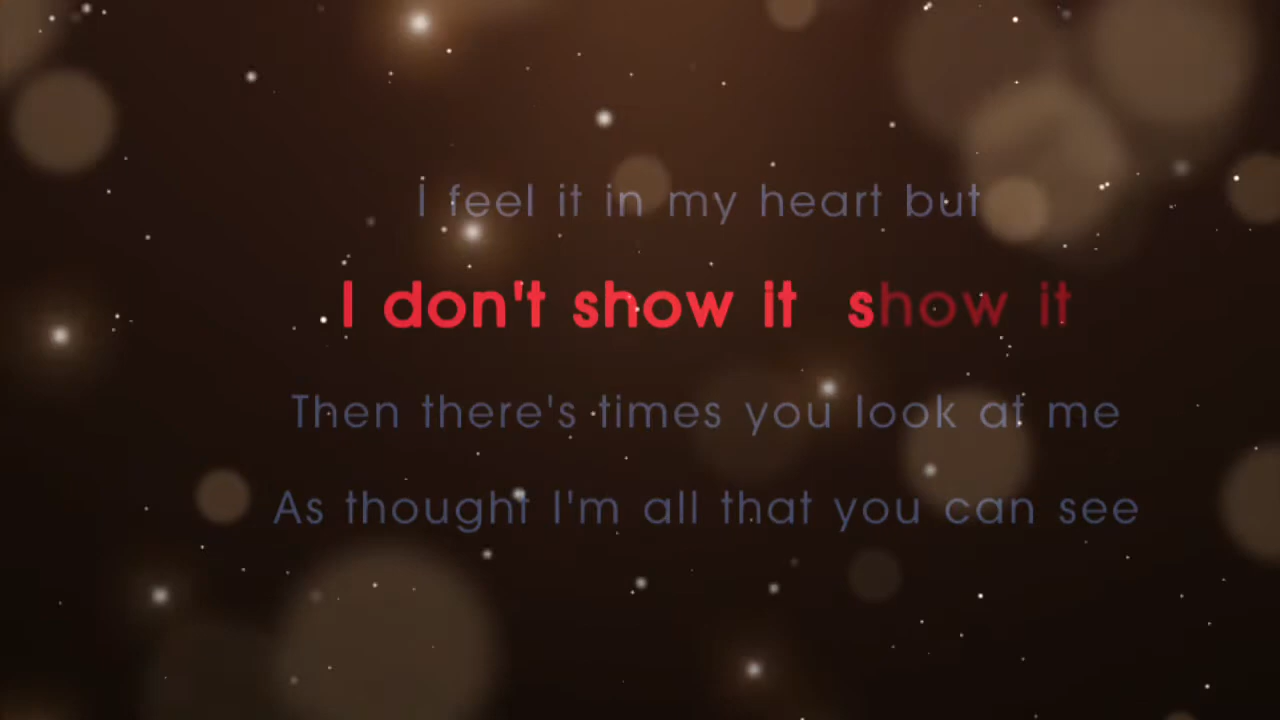 I feel it in my heart but
I don't show it show it
Then there's times you look at me
As thought I'm all that you can see